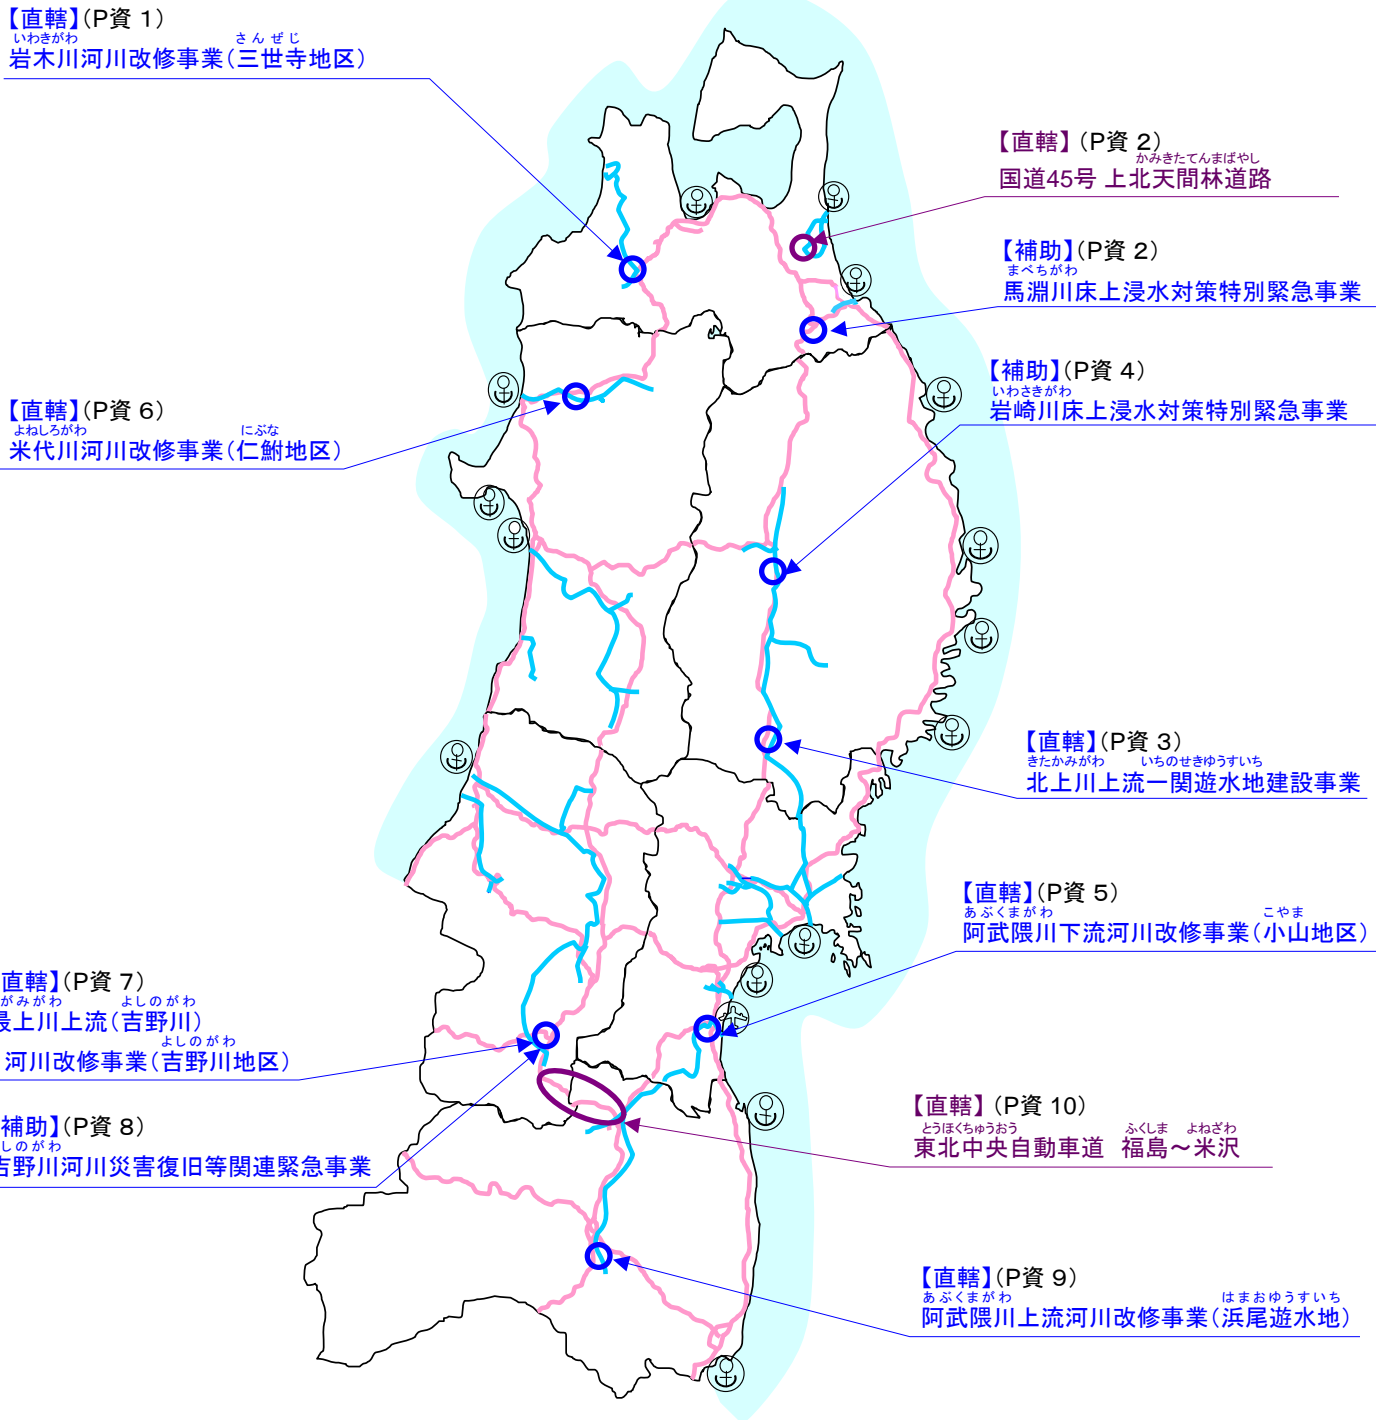 【直轄】(P資 1)
いわきがわ さんぜじ
岩木川河川改修事業(三世寺地区)
【直轄】 (P資 2)
かみきたてんまばやし
国道45号 上北天間林道路
【補助】(P資 2)
まべちがわ
馬淵川床上浸水対策特別緊急事業
【補助】(P資 4)
いわさきがわ
岩崎川床上浸水対策特別緊急事業
【直轄】(P資 6)
よねしろがわ にぶな
米代川河川改修事業(仁鮒地区)
【直轄】(P資 3)
きたかみがわ いちのせきゆうすいち
北上川上流一関遊水地建設事業
【直轄】(P資 5)
あぶくまがわ こやま
阿武隈川下流河川改修事業(小山地区)
直轄】(P資 7)
がみがわ よしのがわ
最上川上流(吉野川)
よしのがわ
河川改修事業(吉野川地区)
補助】(P資 8)
しのがわ
吉野川河川災害復旧等関連緊急事業
【直轄】 (P資 10)
とうほくちゅうおう ふくしま よねざわ
東北中央自動車道 福島～米沢
【直轄】(P資 9)
あぶくまがわ はまおゆうすいち
阿武隈川上流河川改修事業(浜尾遊水地)